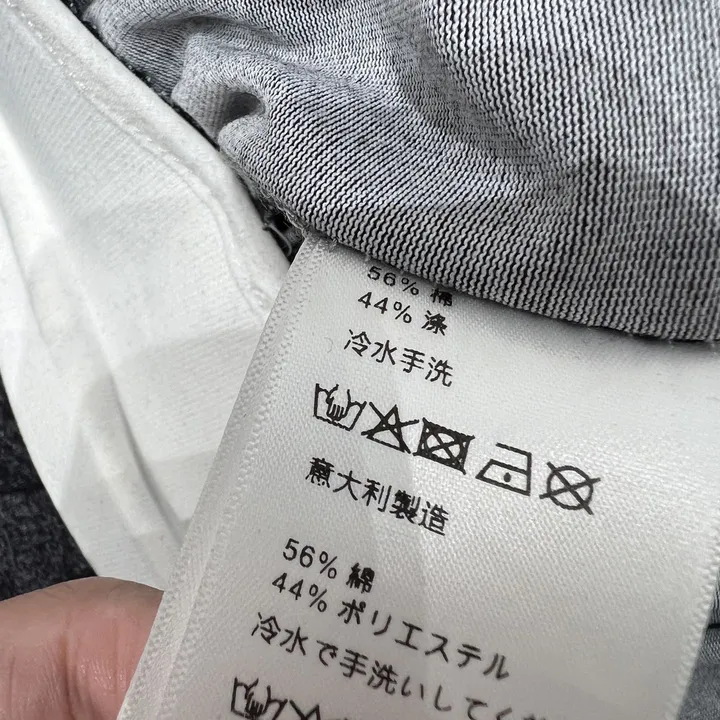 56% 棉
44% 涤
冷水手洗
意大利製造
56% 綿
44% ポリエステル
冷水で手洗いしてく